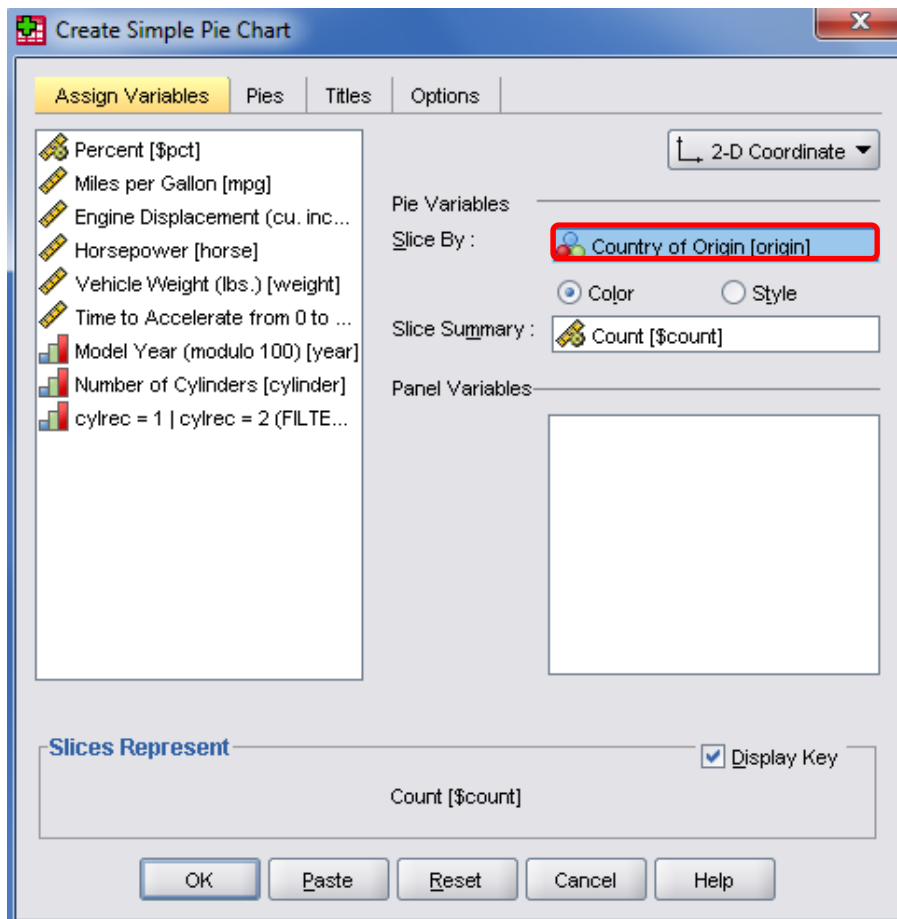 Create Simple Pie Chart
X
Assign Variables Pies Titles Options
Percent [$pct]
Miles per Gallon [mpg]
Engine Displacement (cu. inc...
Horsepower [horse]
Vehicle Weight (lbs.) [weight]
Time to Accelerate from 0 to ...
Model Year (modulo 100) [year]
Number of Cylinders [cylinder]
cylrec = 1 | cylrec = 2 (FILTE...
2-D Coordinate
Pie Variables
Slice By : Country of Origin [origin]
Color Style
Slice Summary : Count [$count]
Panel Variables
Slices Represent
Display Key
Count [$count]
OK Paste Reset Cancel Help